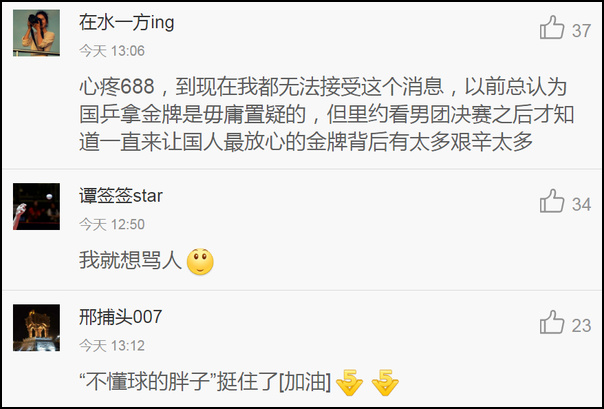 在水一方ing
37
今天 13:06
心疼688，到现在我都无法接受这个消息，以前总认为
国乒拿金牌是毋庸置疑的，但里约看男团决赛之后才知
道一直来让国人最放心的金牌背后有太多艰辛太多
谭签签star
34
今天 12:50
我就想骂人
邢捕头007
23
今天 13:12
“不懂球的胖子”挺住了[加油] 5 5